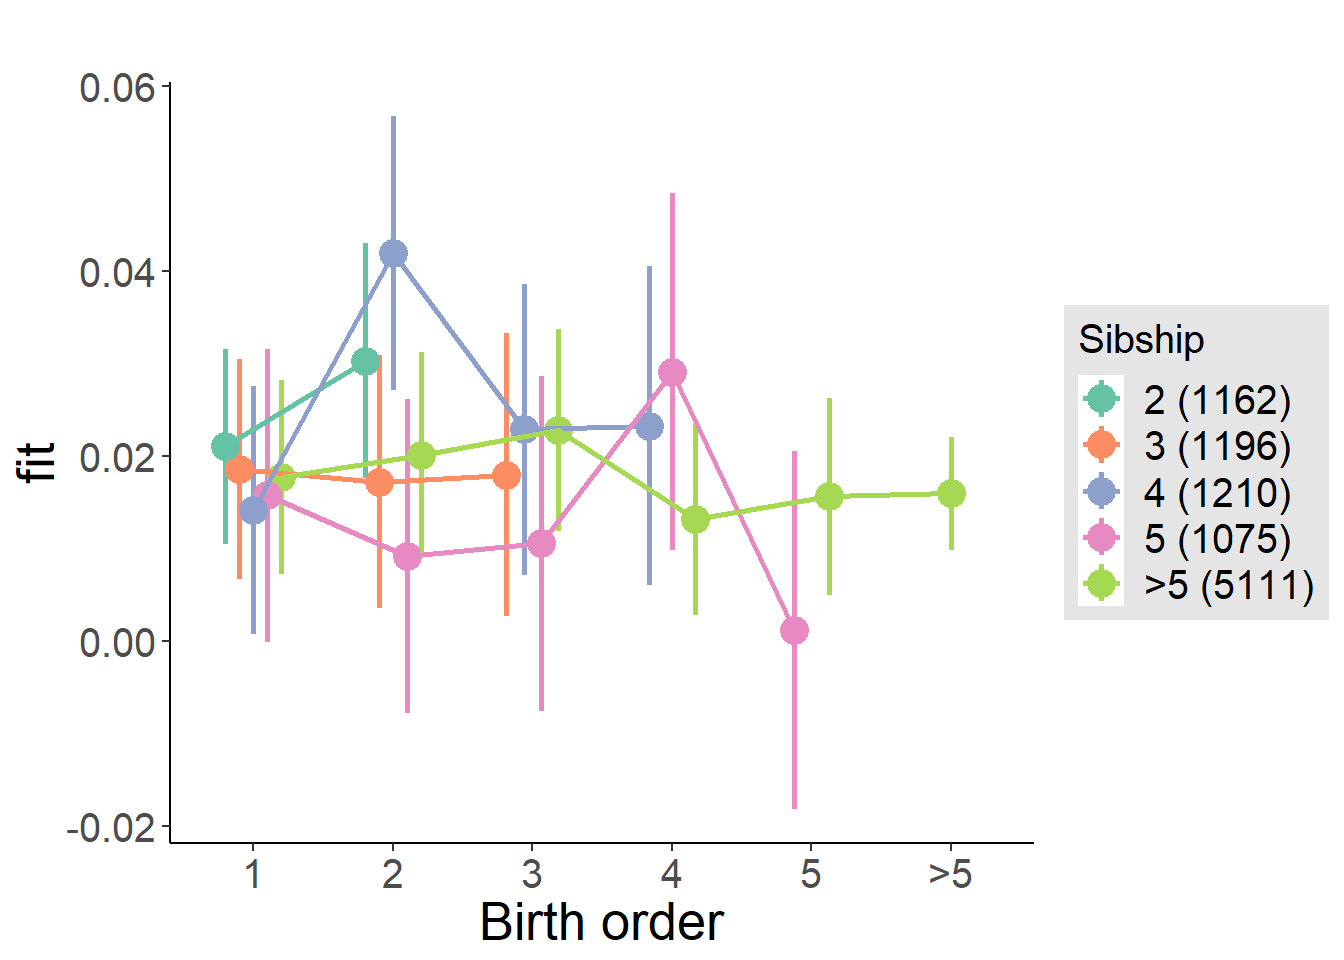 0.06
0.04
0.02
0.00
-0.02
fit
1 2 3 4 5 >5
Birth order
Sibship
2 (1162)
3 (1196)
4 (1210)
5 (1075)
>5 (5111)